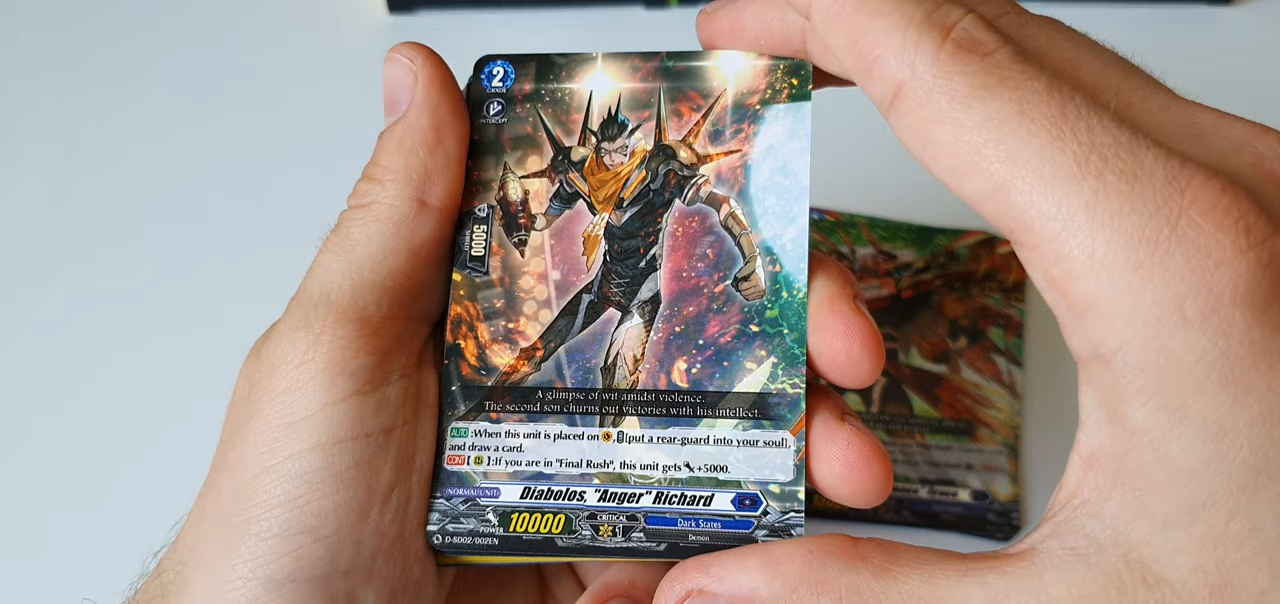 2
GRADE
INTERCEPT
5000
SHIELD
A glimpse of wit amidst violence.
The second son churns out victories with his intellect.
AUTO:When this unit is placed on , [put a rear-guard into your soul],
and draw a card.
CONT[ ]:If you are in "Final Rush", this unit gets +5000.
NORMAL UNIT
Diabolos, "Anger" Richard
POWER 10000
CRITICAL
1
Dark States
Demon
D-SD02/002EN